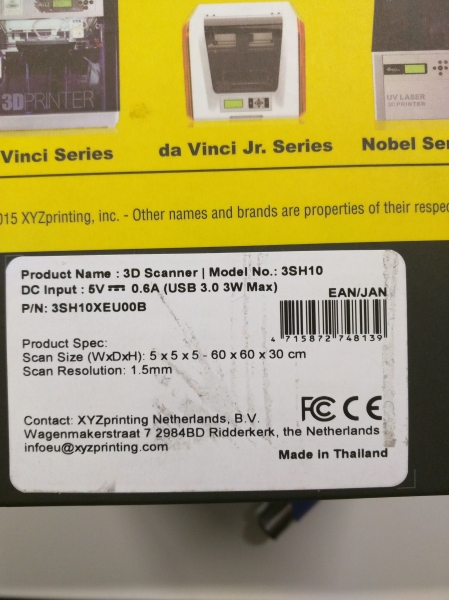 3DPRINTER
UV LASER
3D PRINTER
Vinci Series
da Vinci Jr. Series
Nobel
XYZprinting, inc. - Other names and brands are properties of their
Product Name : 3D Scanner | Model No.: 3SH10
DC Input : 5V ⎓ 0.6A (USB 3.0 3W Max)
P/N: 3SH10XEU00B
EAN/JAN
4 715872 748139
Product Spec:
Scan Size (WxDxH): 5 x 5 x 5 - 60 x 60 x 30 cm
Scan Resolution: 1.5mm
FC CE
Contact: XYZprinting Netherlands, B.V.
Wagenmakerstraat 7 2984BD Ridderkerk, the Netherlands
infoeu@xyzprinting.com
Made in Thailand